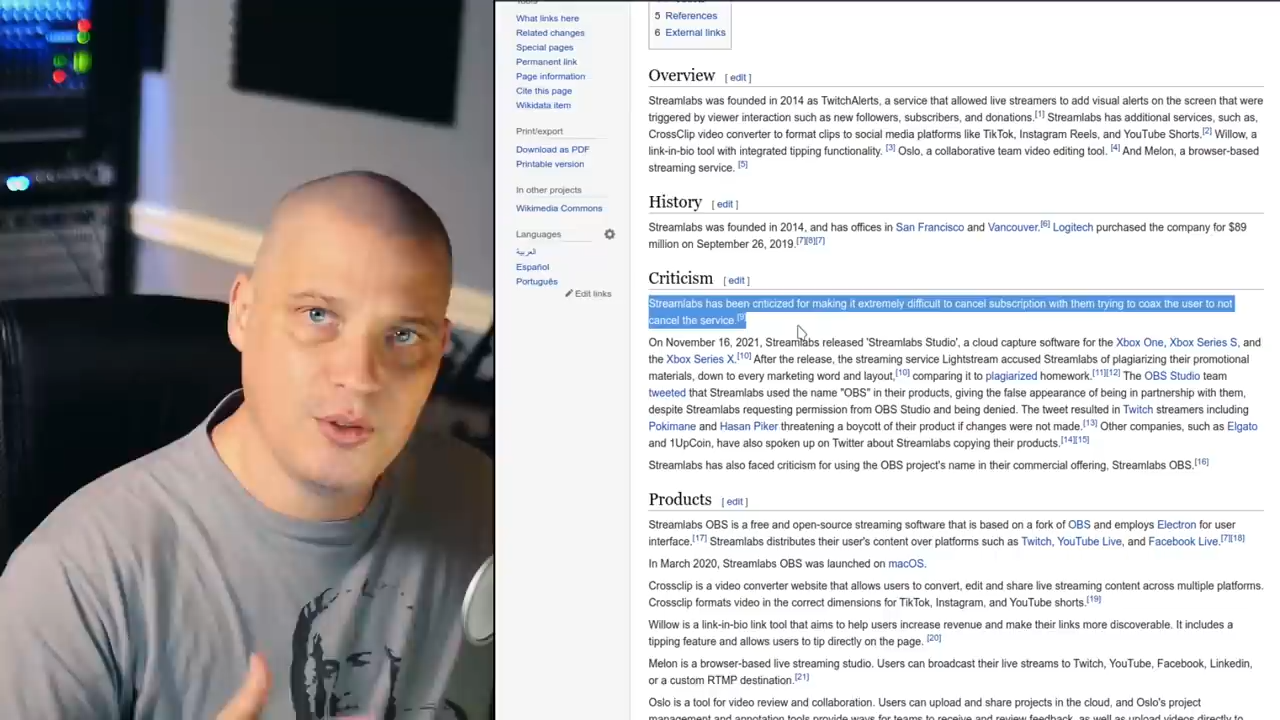 Tools
What links here
Related changes
Special pages
Permanent link
Page information
Cite this page
Wikidata item
Print/export
Download as PDF
Printable version
In other projects
Wikimedia Commons
Languages
العربية
Español
Português
Edit links
5 References
6 External links
Overview [ edit ]
Streamlabs was founded in 2014 as TwitchAlerts, a service that allowed live streamers to add visual alerts on the screen that were
triggered by viewer interaction such as new followers, subscribers, and donations.[1] Streamlabs has additional services, such as,
CrossClip video converter to format clips to social media platforms like TikTok, Instagram Reels, and YouTube Shorts.[2] Willow, a
link-in-bio tool with integrated tipping functionality. [3] Oslo, a collaborative team video editing tool. [4] And Melon, a browser-based
streaming service. [5]
History [ edit ]
Streamlabs was founded in 2014, and has offices in San Francisco and Vancouver.[6] Logitech purchased the company for $89
million on September 26, 2019.[7][8][7]
Criticism [ edit ]
Streamlabs has been criticized for making it extremely difficult to cancel subscription with them trying to coax the user to not
cancel the service.[9]
On November 16, 2021, Streamlabs released 'Streamlabs Studio', a cloud capture software for the Xbox One, Xbox Series S, and
the Xbox Series X.[10] After the release, the streaming service Lightstream accused Streamlabs of plagiarizing their promotional
materials, down to every marketing word and layout,[10] comparing it to plagiarized homework.[11][12] The OBS Studio team
tweeted that Streamlabs used the name "OBS" in their products, giving the false appearance of being in partnership with them,
despite Streamlabs requesting permission from OBS Studio and being denied. The tweet resulted in Twitch streamers including
Pokimane and Hasan Piker threatening a boycott of their product if changes were not made.[13] Other companies, such as Elgato
and 1UpCoin, have also spoken up on Twitter about Streamlabs copying their products.[14][15]
Streamlabs has also faced criticism for using the OBS project's name in their commercial offering, Streamlabs OBS.[16]
Products [ edit ]
Streamlabs OBS is a free and open-source streaming software that is based on a fork of OBS and employs Electron for user
interface.[17] Streamlabs distributes their user's content over platforms such as Twitch, YouTube Live, and Facebook Live.[7][18]
In March 2020, Streamlabs OBS was launched on macOS.
Crossclip is a video converter website that allows users to convert, edit and share live streaming content across multiple platforms.
Crossclip formats video in the correct dimensions for TikTok, Instagram, and YouTube shorts.[19]
Willow is a link-in-bio link tool that aims to help users increase revenue and make their links more discoverable. It includes a
tipping feature and allows users to tip directly on the page. [20]
Melon is a browser-based live streaming studio. Users can broadcast their live streams to Twitch, YouTube, Facebook, Linkedin,
or a custom RTMP destination.[21]
Oslo is a tool for video review and collaboration. Users can upload and share projects in the cloud, and Oslo's project
management and annotation tools provide ways for teams to receive and review feedback, as well as upload videos directly to